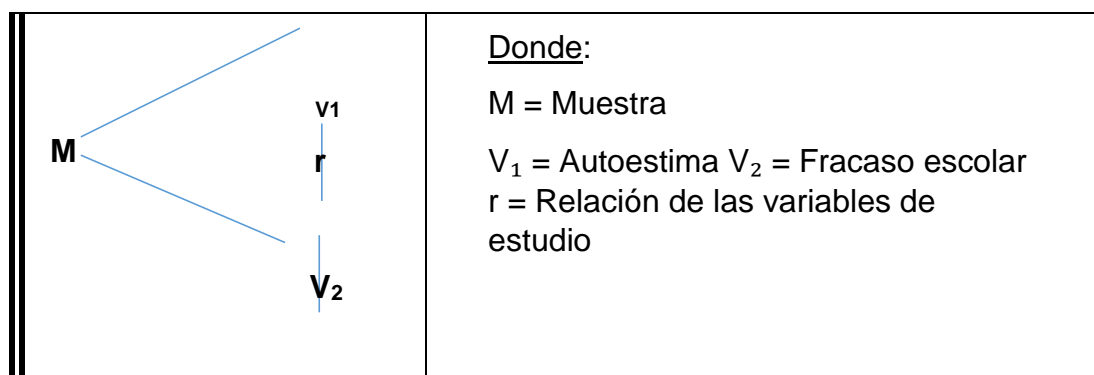 V1
M
r
V2
Donde:
M = Muestra
V₁ = Autoestima V₂ = Fracaso escolar
r = Relación de las variables de
estudio